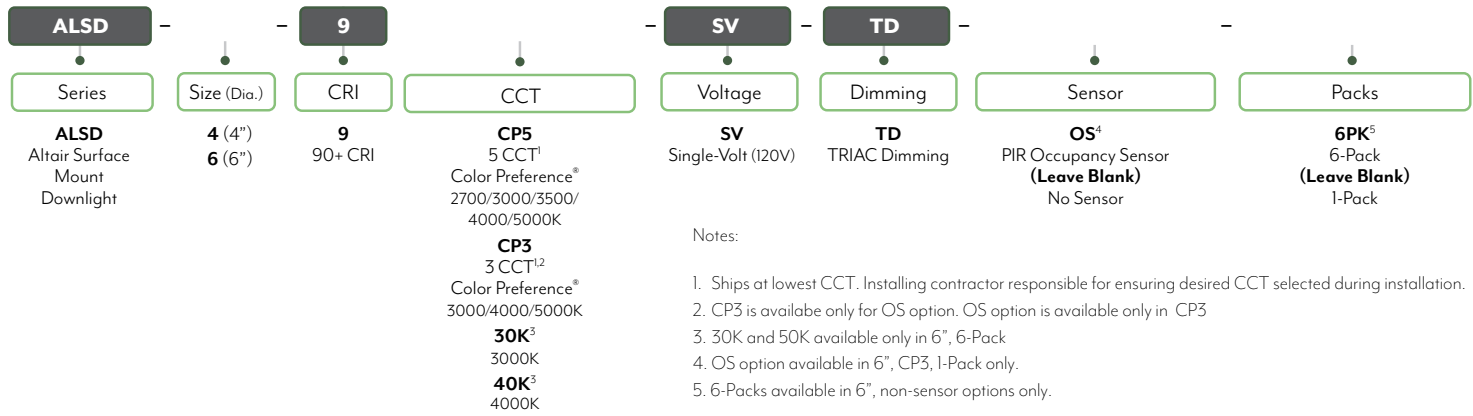 ALSD – – 9 – SV – TD – –
Series Size (Dia.) CRI CCT Voltage Dimming Sensor Packs
ALSD
Altair Surface
Mount
Downlight
4 (4”)
6 (6”)
9
90+ CRI
CP5
5 CCT¹
Color Preference®
2700/3000/3500/
4000/5000K
CP3
3 CCT¹,²
Color Preference®
3000/4000/5000K
30K³
3000K
40K³
4000K
SV
Single-Volt (120V)
TD
TRIAC Dimming
OS⁴
PIR Occupancy Sensor
(Leave Blank)
No Sensor
6PK⁵
6-Pack
(Leave Blank)
1-Pack
Notes:
1. Ships at lowest CCT. Installing contractor responsible for ensuring desired CCT selected during installation.
2. CP3 is availabe only for OS option. OS option is available only in CP3
3. 30K and 50K available only in 6”, 6-Pack
4. OS option available in 6”, CP3, 1-Pack only.
5. 6-Packs available in 6”, non-sensor options only.